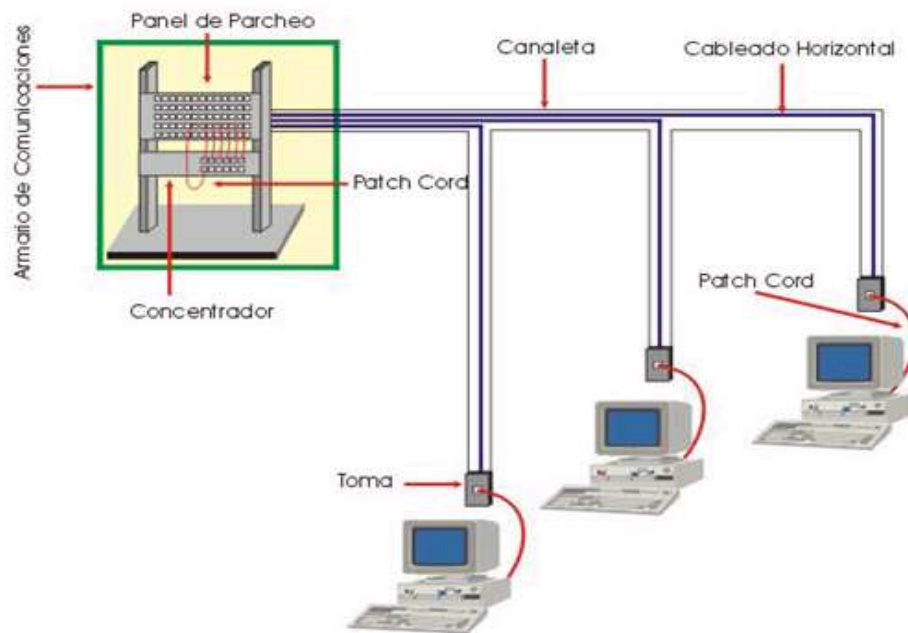 Panel de Parcheo
Armario de Comunicaciones
Canaleta
Cableado Horizontal
Patch Cord
Concentrador
Patch Cord
Toma